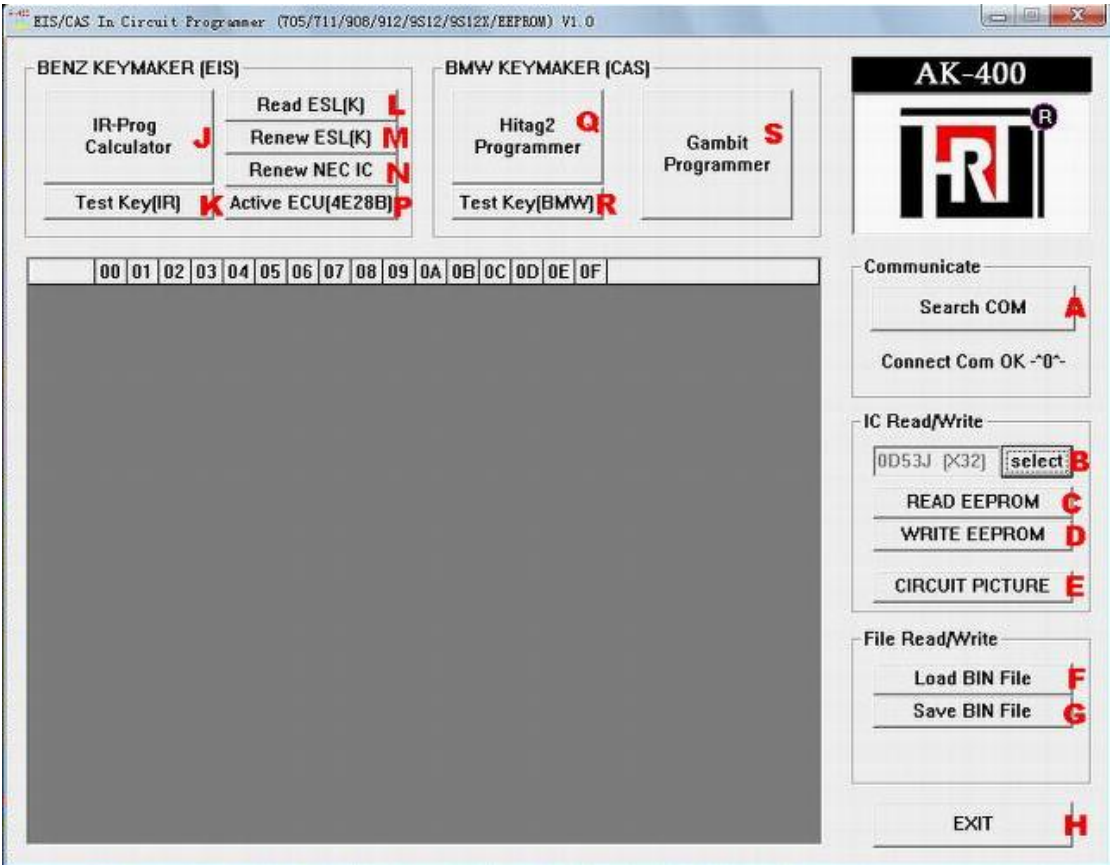 EIS/CAS In Circuit Programmer (705/711/908/912/9S12/9S12X/EEPROM) V1.0
BENZ KEYMAKER (EIS)
IR-Prog
Calculator J
Read ESL(K) L
Renew ESL(K) M
Renew NEC IC N
Test Key(IR) K
Active ECU(4E28B) P
BMW KEYMAKER (CAS)
Hitag2 Q
Programmer
Test Key(BMW) R
Gambit S
Programmer
AK-400
HR
R
00 01 02 03 04 05 06 07 08 09 0A 0B 0C 0D 0E 0F
Communicate
Search COM A
Connect Com OK -^0^-
IC Read/Write
0D53J (X32) select B
READ EEPROM C
WRITE EEPROM D
CIRCUIT PICTURE E
File Read/Write
Load BIN File F
Save BIN File G
EXIT H